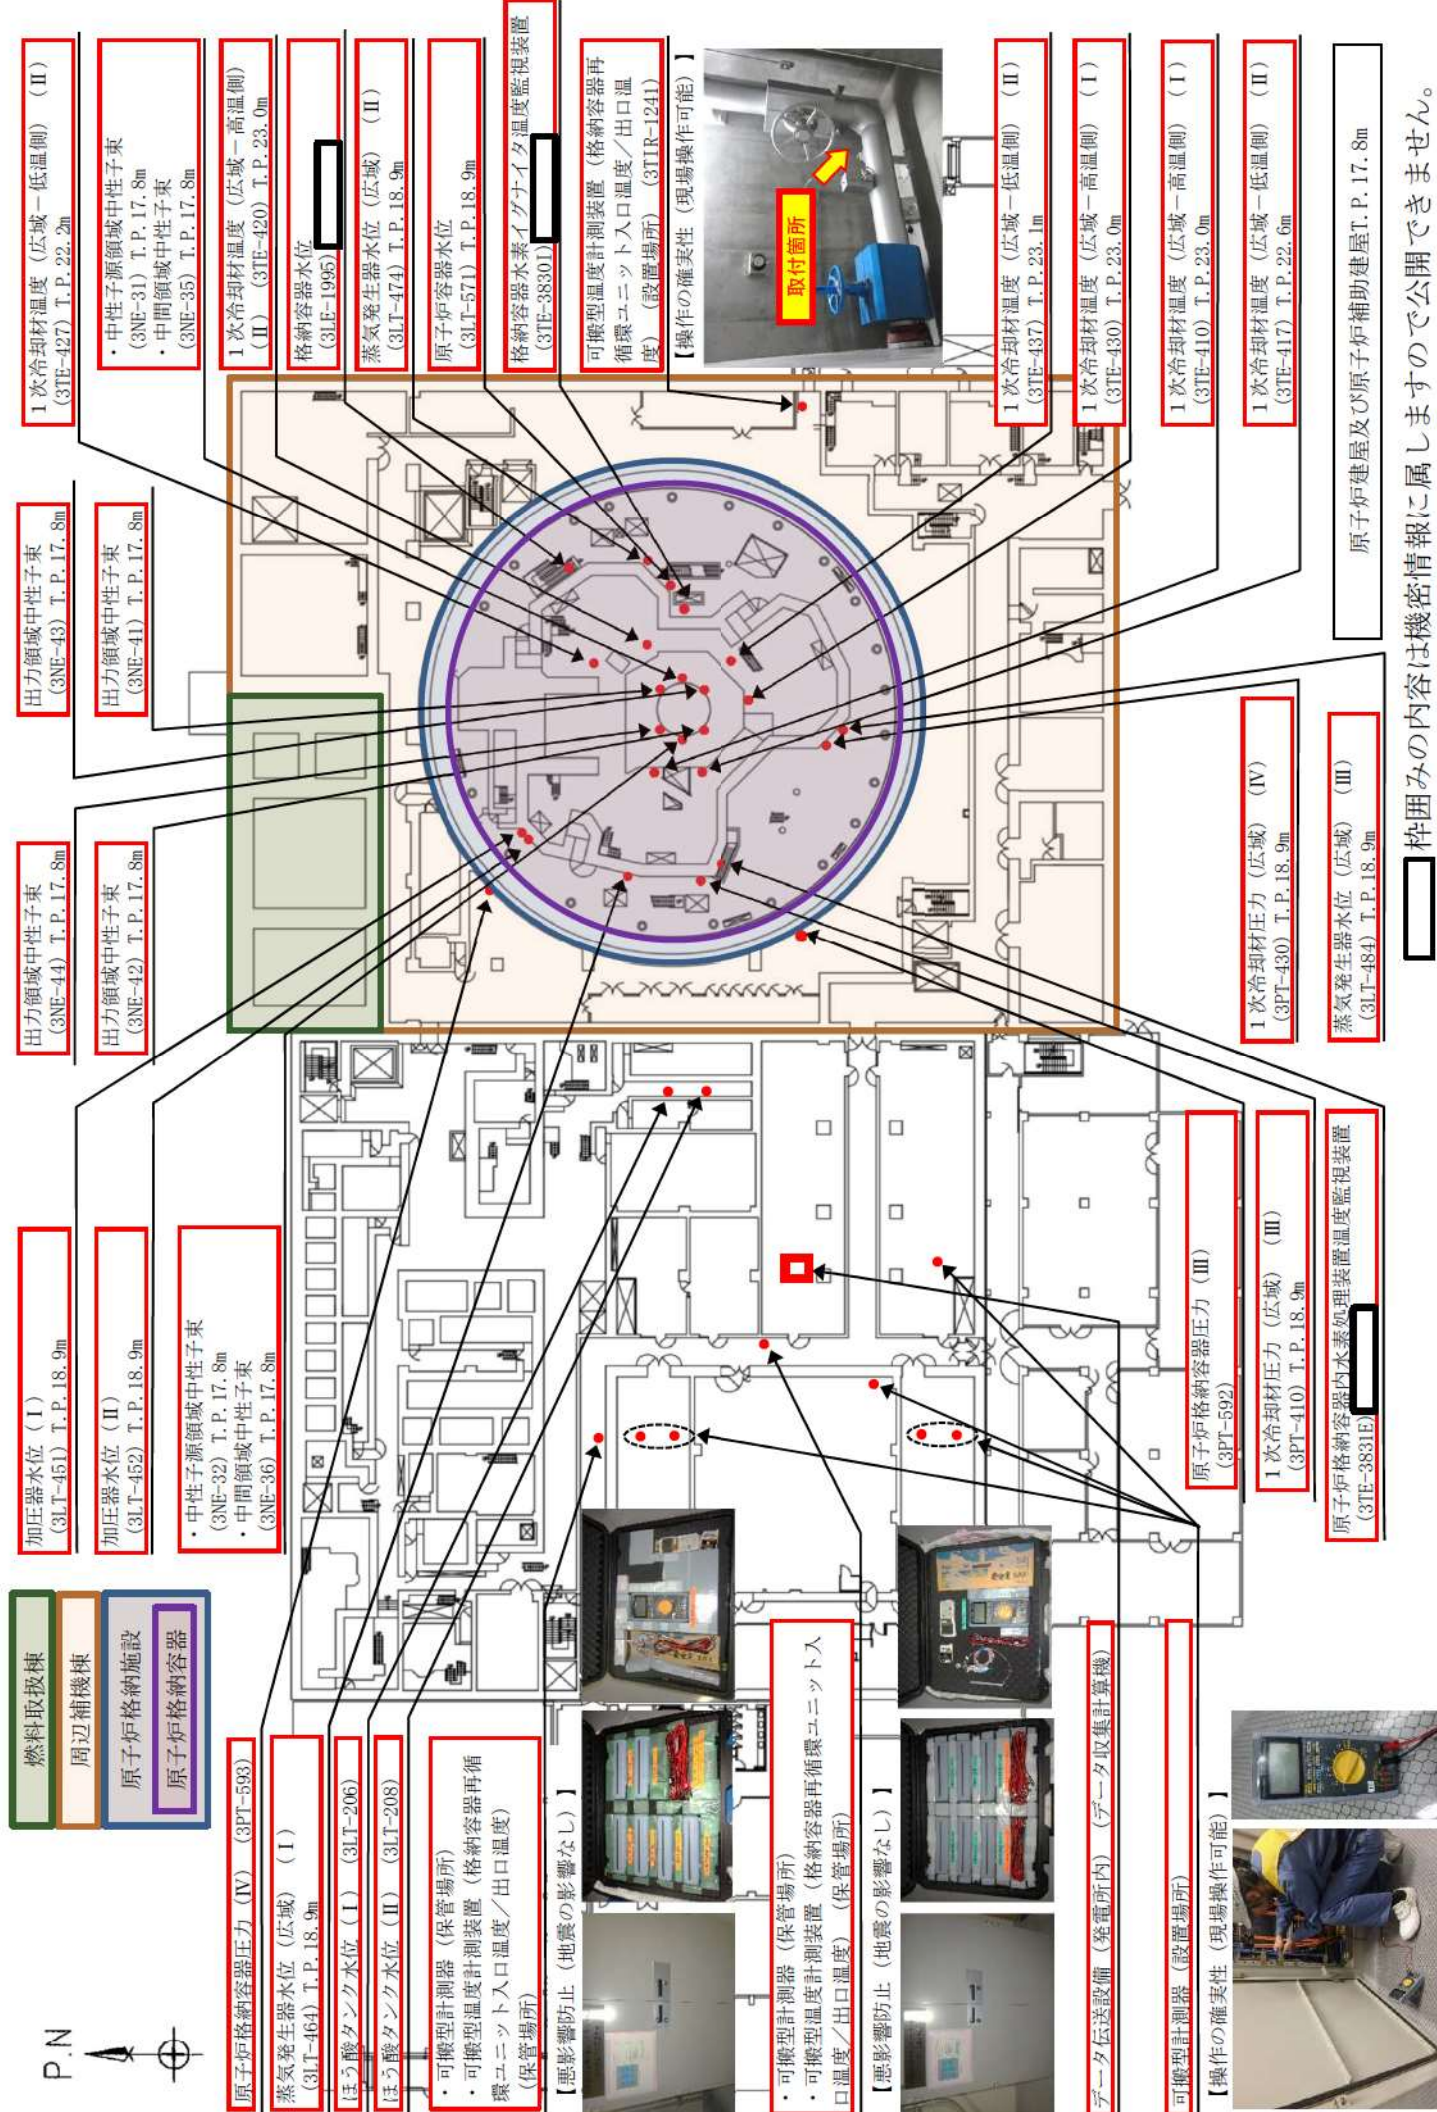 P.N
燃料取扱棟
周辺補機棟
原子炉格納施設
原子炉格納容器
加圧器水位（Ⅰ）
(3LT-451) T.P.18.9m
加圧器水位（Ⅱ）
(3LT-452) T.P.18.9m
・中性子源領域中性子束
(3NE-32) T.P.17.8m
・中間領域中性子束
(3NE-36) T.P.17.8m
出力領域中性子束
(3NE-44) T.P.17.8m
出力領域中性子束
(3NE-42) T.P.17.8m
出力領域中性子束
(3NE-43) T.P.17.8m
出力領域中性子束
(3NE-41) T.P.17.8m
1次冷却材温度（広域－低温側）（Ⅱ）
(3TE-427) T.P.22.2m
・中性子源領域中性子束
(3NE-31) T.P.17.8m
・中間領域中性子束
(3NE-35) T.P.17.8m
1次冷却材温度（広域－高温側）
（Ⅱ）(3TE-420) T.P.23.0m
格納容器水位
(3LE-1995)
蒸気発生器水位（広域）（Ⅱ）
(3LT-474) T.P.18.9m
原子炉容器水位
(3LT-571) T.P.18.9m
格納容器水素イグナイタ温度監視装置
(3TE-3830I)
可搬型温度計測装置（格納容器再
循環ユニット入口温度／出口温
度）（設置場所）(3TIR-1241)
【操作の確実性（現場操作可能）】
取付箇所
1次冷却材温度（広域－低温側）（Ⅱ）
(3TE-437) T.P.23.1m
1次冷却材温度（広域－高温側）（Ⅰ）
(3TE-430) T.P.23.0m
1次冷却材温度（広域－高温側）（Ⅰ）
(3TE-410) T.P.23.0m
1次冷却材温度（広域－低温側）（Ⅱ）
(3TE-417) T.P.22.6m
原子炉格納容器圧力（Ⅳ）(3PT-593)
蒸気発生器水位（広域）（Ⅰ）
(3LT-464) T.P.18.9m
ほう酸タンク水位（Ⅰ）(3LT-206)
ほう酸タンク水位（Ⅱ）(3LT-208)
・可搬型計測器（保管場所）
・可搬型温度計測装置（格納容器再循
環ユニット入口温度／出口温度）
（保管場所）
【悪影響防止（地震の影響なし）】
・可搬型計測器（保管場所）
・可搬型温度計測装置（格納容器再循環ユニット入
口温度／出口温度）（保管場所）
【悪影響防止（地震の影響なし）】
データ伝送設備（発電所内）（データ収集計算機）
可搬型計測器（設置場所）
【操作の確実性（現場操作可能）】
原子炉格納容器圧力（Ⅲ）
(3PT-592)
1次冷却材圧力（広域）（Ⅲ）
(3PT-410) T.P.18.9m
原子炉格納容器内水素処理装置温度監視装置
(3TE-3831E)
1次冷却材圧力（広域）（Ⅳ）
(3PT-430) T.P.18.9m
蒸気発生器水位（広域）（Ⅲ）
(3LT-484) T.P.18.9m
原子炉建屋及び原子炉補助建屋T.P.17.8m
枠囲みの内容は機密情報に属しますので公開できません。